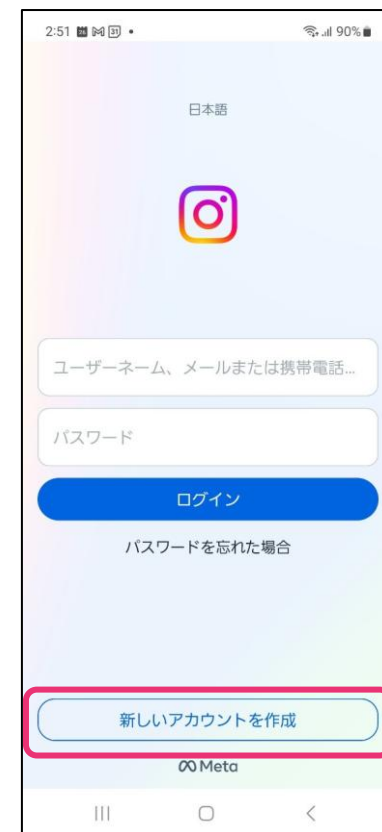 2:51 31 90%
日本語
ユーザーネーム、メールまたは携帯電話...
パスワード
ログイン
パスワードを忘れた場合
新しいアカウントを作成
Meta